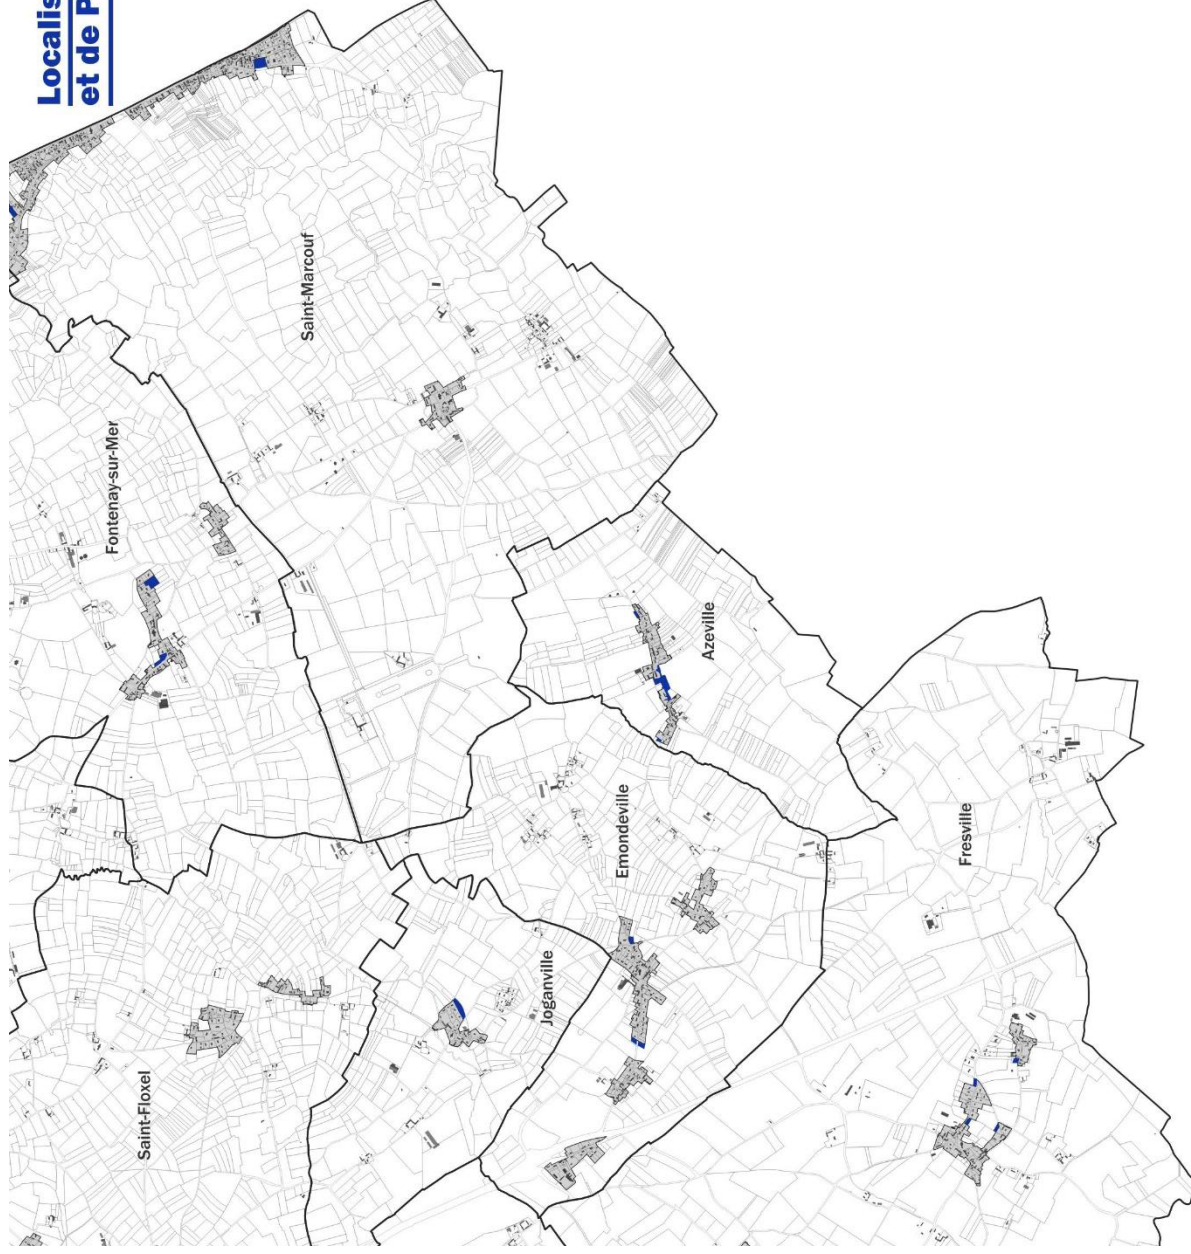 Localis
et de P
Saint-Marcouf
Fontenay-sur-Mer
Azeville
Emondeville
Fresville
Joganville
Saint-Floxel